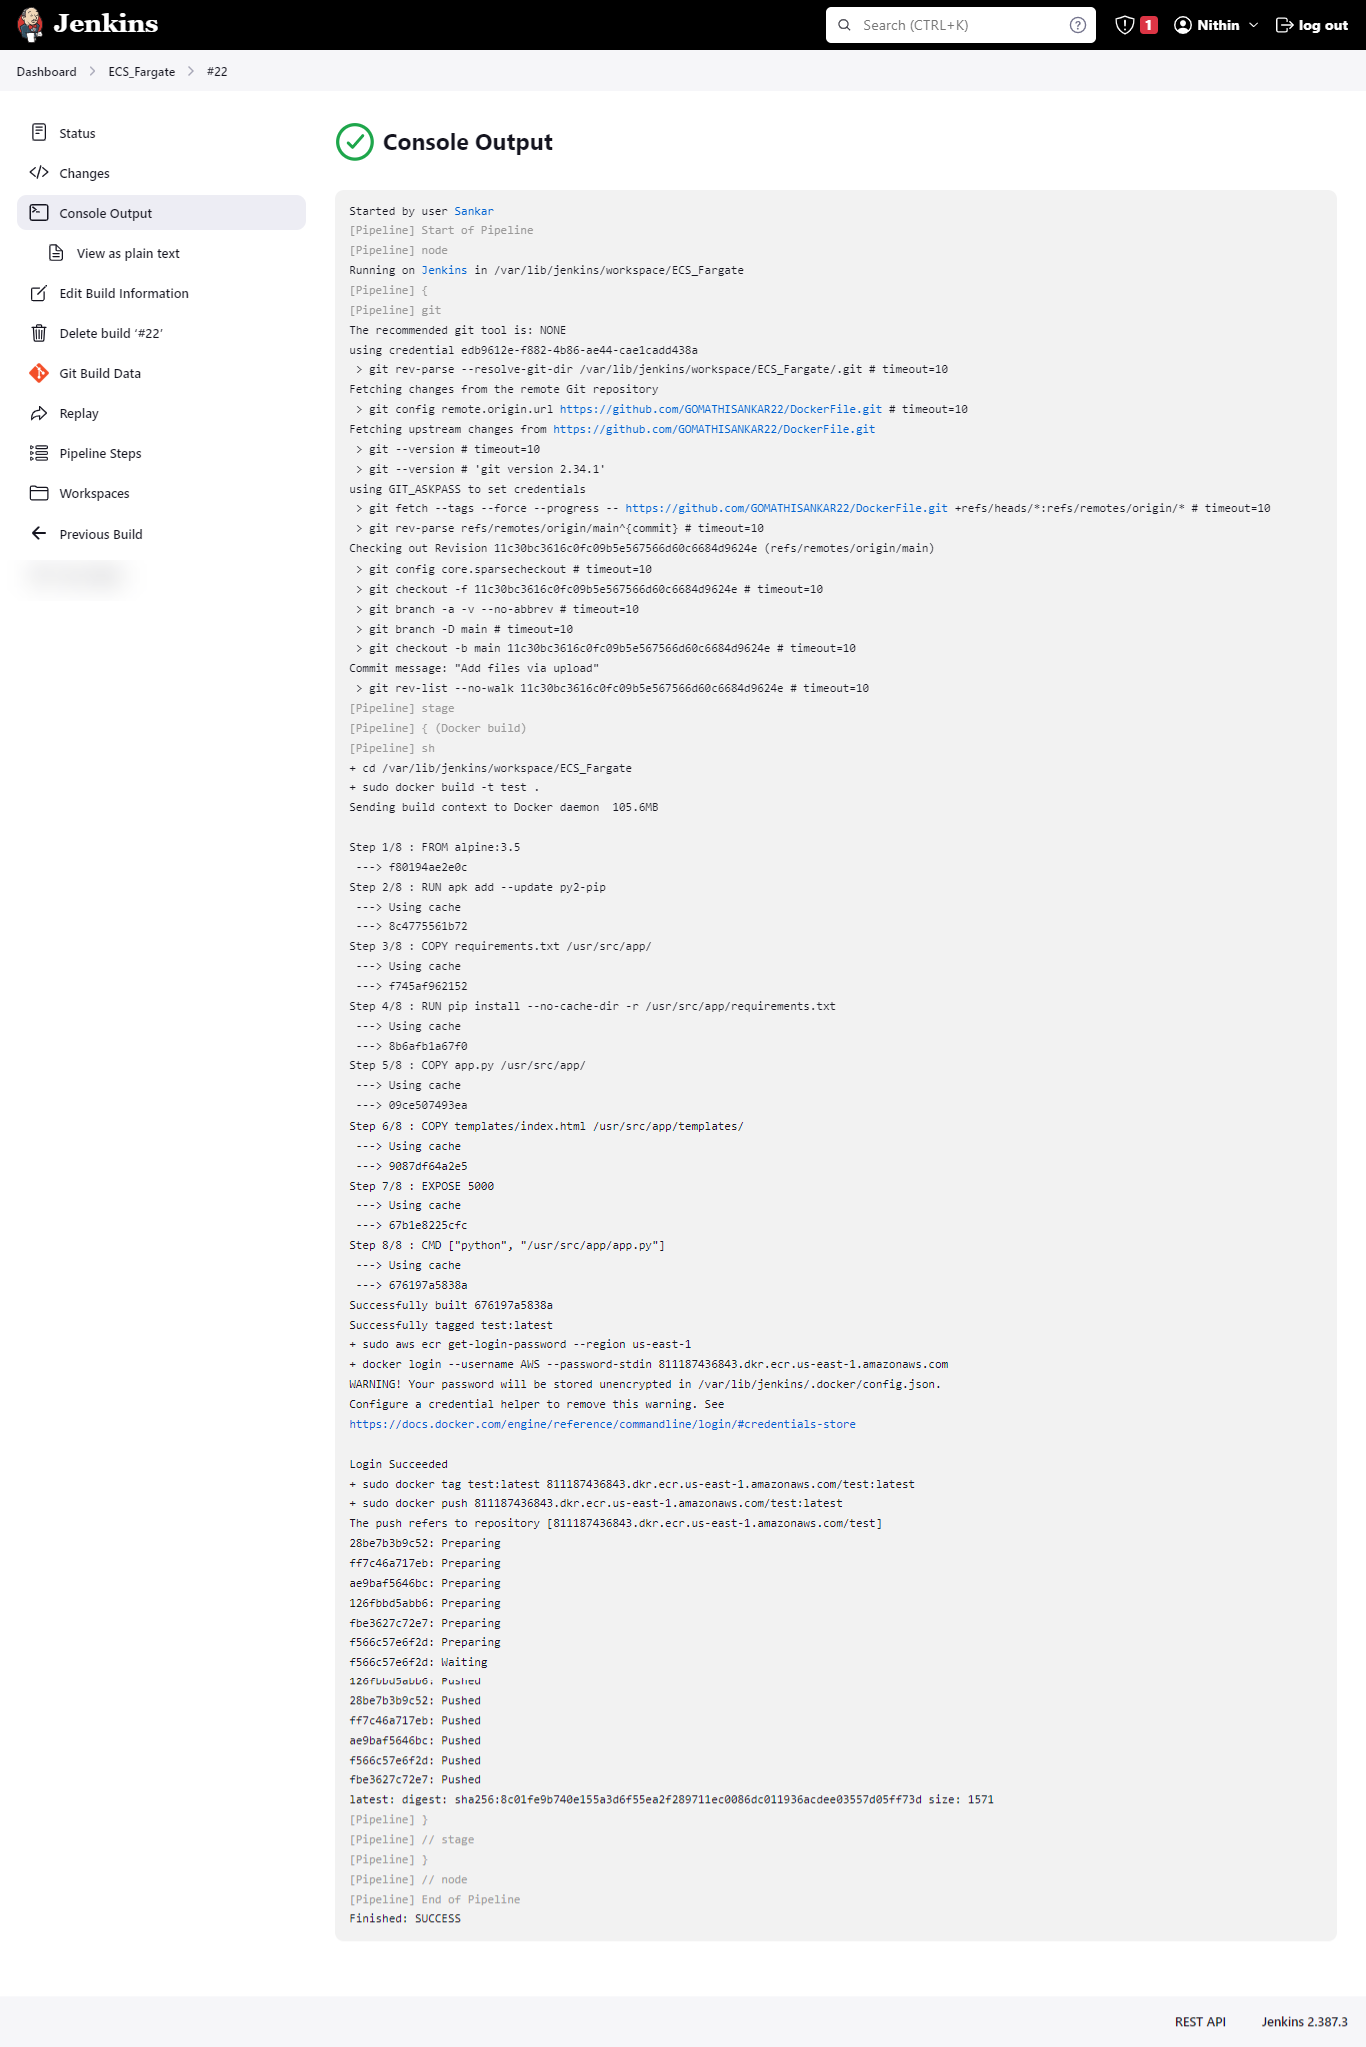 Jenkins
Search (CTRL+K)
1
Nithin
log out
Dashboard
ECS_Fargate
#22
Status
Changes
Console Output
View as plain text
Edit Build Information
Delete build ‘#22’
Git Build Data
Replay
Pipeline Steps
Workspaces
Previous Build
Console Output
Started by user Sankar
[Pipeline] Start of Pipeline
[Pipeline] node
Running on Jenkins in /var/lib/jenkins/workspace/ECS_Fargate
[Pipeline] {
[Pipeline] git
The recommended git tool is: NONE
using credential edb9612e-f882-4b86-ae44-cae1cadd438a
 > git rev-parse --resolve-git-dir /var/lib/jenkins/workspace/ECS_Fargate/.git # timeout=10
Fetching changes from the remote Git repository
 > git config remote.origin.url https://github.com/GOMATHISANKAR22/DockerFile.git # timeout=10
Fetching upstream changes from https://github.com/GOMATHISANKAR22/DockerFile.git
 > git --version # timeout=10
 > git --version # 'git version 2.34.1'
using GIT_ASKPASS to set credentials
 > git fetch --tags --force --progress -- https://github.com/GOMATHISANKAR22/DockerFile.git +refs/heads/*:refs/remotes/origin/* # timeout=10
 > git rev-parse refs/remotes/origin/main^{commit} # timeout=10
Checking out Revision 11c30bc3616c0fc09b5e567566d60c6684d9624e (refs/remotes/origin/main)
 > git config core.sparsecheckout # timeout=10
 > git checkout -f 11c30bc3616c0fc09b5e567566d60c6684d9624e # timeout=10
 > git branch -a -v --no-abbrev # timeout=10
 > git branch -D main # timeout=10
 > git checkout -b main 11c30bc3616c0fc09b5e567566d60c6684d9624e # timeout=10
Commit message: "Add files via upload"
 > git rev-list --no-walk 11c30bc3616c0fc09b5e567566d60c6684d9624e # timeout=10
[Pipeline] stage
[Pipeline] { (Docker build)
[Pipeline] sh
+ cd /var/lib/jenkins/workspace/ECS_Fargate
+ sudo docker build -t test .
Sending build context to Docker daemon  105.6MB
Step 1/8 : FROM alpine:3.5
 ---> f80194ae2e0c
Step 2/8 : RUN apk add --update py2-pip
 ---> Using cache
 ---> 8c4775561b72
Step 3/8 : COPY requirements.txt /usr/src/app/
 ---> Using cache
 ---> f745af962152
Step 4/8 : RUN pip install --no-cache-dir -r /usr/src/app/requirements.txt
 ---> Using cache
 ---> 8b6afb1a67f0
Step 5/8 : COPY app.py /usr/src/app/
 ---> Using cache
 ---> 09ce507493ea
Step 6/8 : COPY templates/index.html /usr/src/app/templates/
 ---> Using cache
 ---> 9087df64a2e5
Step 7/8 : EXPOSE 5000
 ---> Using cache
 ---> 67b1e8225cfc
Step 8/8 : CMD ["python", "/usr/src/app/app.py"]
 ---> Using cache
 ---> 676197a5838a
Successfully built 676197a5838a
Successfully tagged test:latest
+ sudo aws ecr get-login-password --region us-east-1
+ docker login --username AWS --password-stdin 811187436843.dkr.ecr.us-east-1.amazonaws.com
WARNING! Your password will be stored unencrypted in /var/lib/jenkins/.docker/config.json.
Configure a credential helper to remove this warning. See
https://docs.docker.com/engine/reference/commandline/login/#credentials-store
Login Succeeded
+ sudo docker tag test:latest 811187436843.dkr.ecr.us-east-1.amazonaws.com/test:latest
+ sudo docker push 811187436843.dkr.ecr.us-east-1.amazonaws.com/test:latest
The push refers to repository [811187436843.dkr.ecr.us-east-1.amazonaws.com/test]
28be7b3b9c52: Preparing
ff7c46a717eb: Preparing
ae9baf5646bc: Preparing
126fbbd5abb6: Preparing
fbe3627c72e7: Preparing
f566c57e6f2d: Preparing
f566c57e6f2d: Waiting
126fbbd5abb6: Pushed
28be7b3b9c52: Pushed
ff7c46a717eb: Pushed
ae9baf5646bc: Pushed
f566c57e6f2d: Pushed
fbe3627c72e7: Pushed
latest: digest: sha256:8c01fe9b740e155a3d6f55ea2f289711ec0086dc011936acdee03557d05ff73d size: 1571
[Pipeline] }
[Pipeline] // stage
[Pipeline] }
[Pipeline] // node
[Pipeline] End of Pipeline
Finished: SUCCESS
REST API
Jenkins 2.387.3